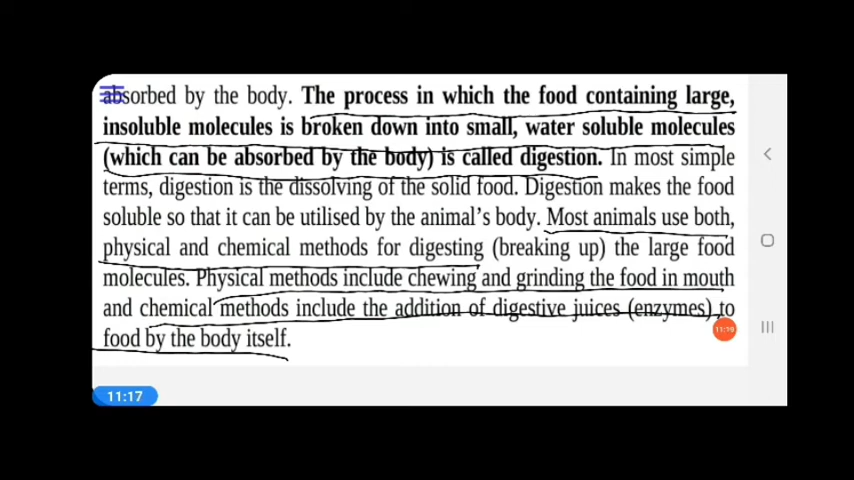 absorbed by the body. The process in which the food containing large,
insoluble molecules is broken down into small, water soluble molecules
(which can be absorbed by the body) is called digestion. In most simple
terms, digestion is the dissolving of the solid food. Digestion makes the food
soluble so that it can be utilised by the animal's body. Most animals use both,
physical and chemical methods for digesting (breaking up) the large food
molecules. Physical methods include chewing and grinding the food in mouth
and chemical methods include the addition of digestive juices (enzymes) to
food by the body itself.
11:19
11:17